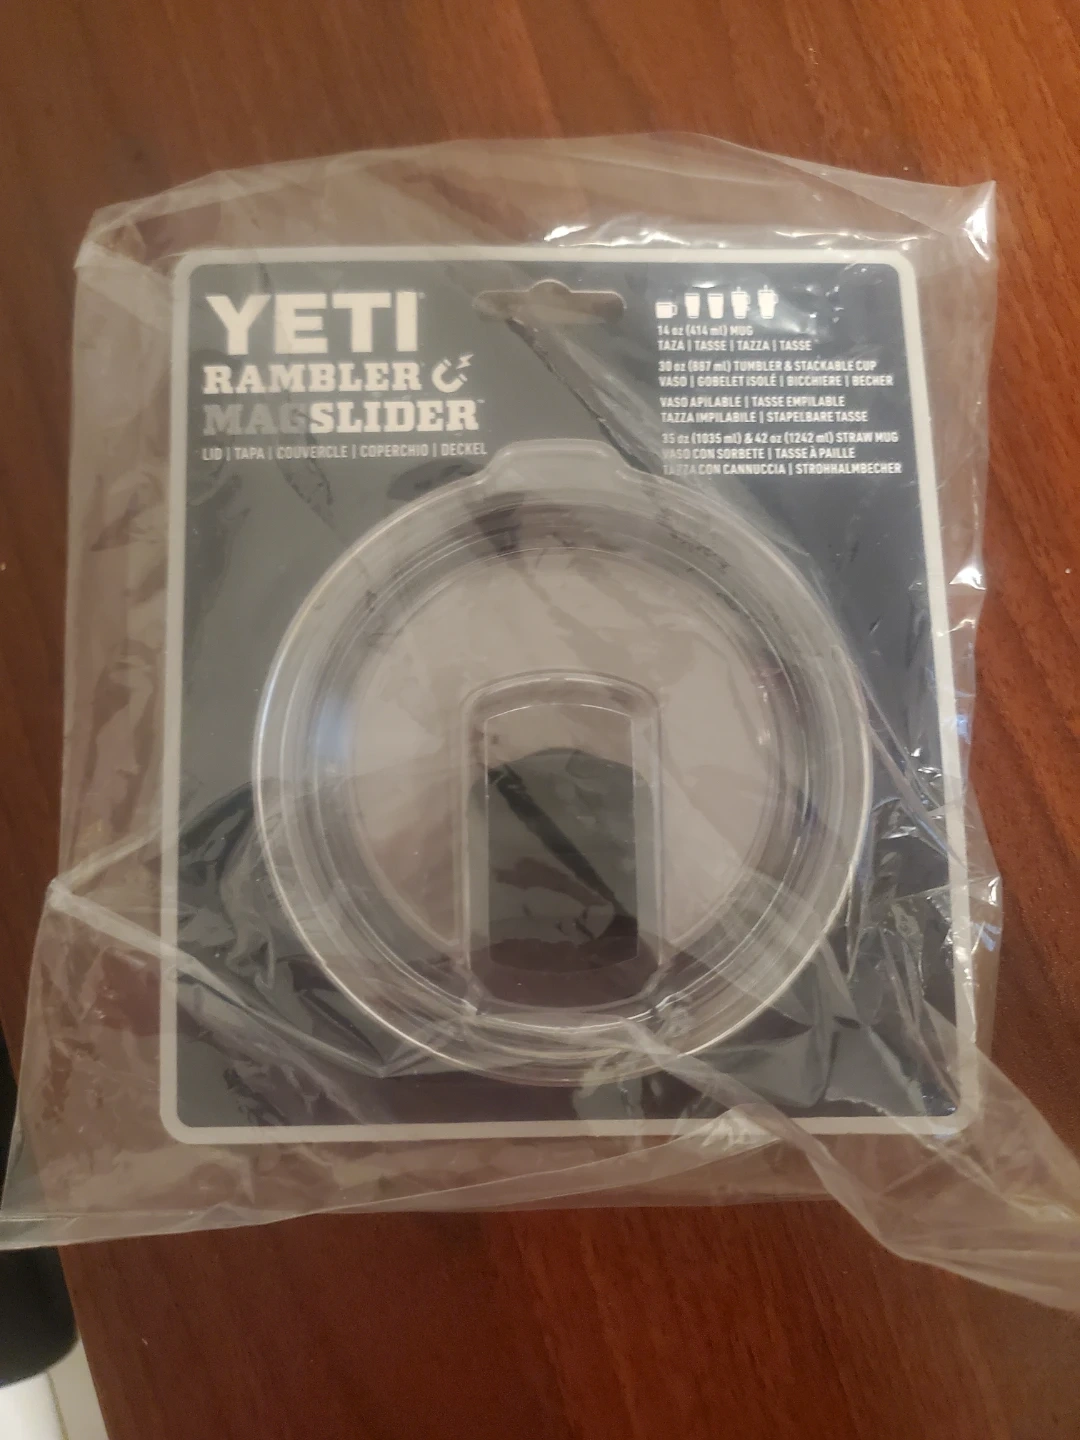 YETI
RAMBLER
MAGSLIDER™
LID | TAPA | COUVERCLE | COPERCHIO | DECKEL
14 oz (414 ml) MUG
TAZA | TASSE | TAZZA | TASSE
30 oz (887 ml) TUMBLER & STACKABLE CUP
VASO | GOBELET ISOLÉ | BICCHIERE | BECHER
VASO APILABLE | TASSE EMPILABLE
TAZZA IMPILABILE | STAPELBARE TASSE
35 oz (1035 ml) & 42 oz (1242 ml) STRAW MUG
VASO CON SORBETE | TASSE À PAILLE
TAZZA CON CANNUCCIA | STROHHALMBECHER